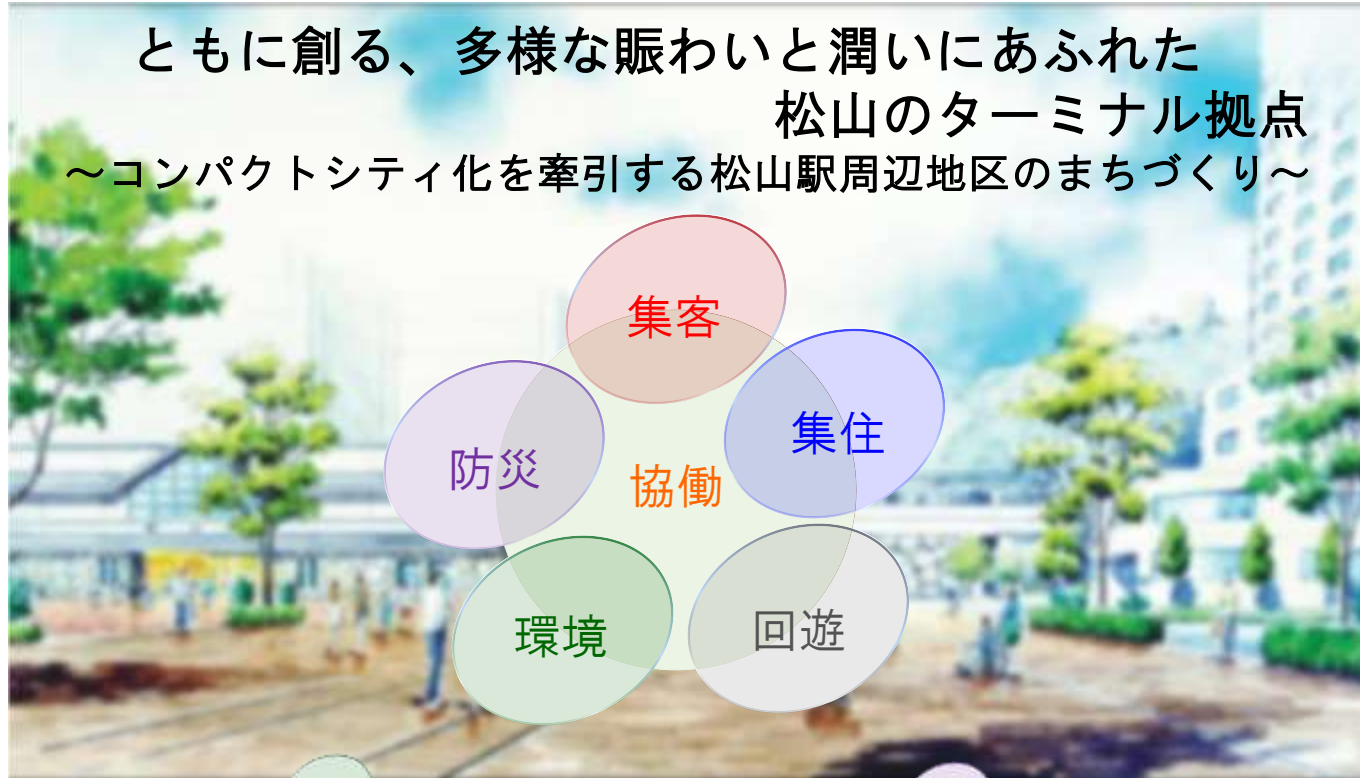 ともに創る、多様な賑わいと潤いにあふれた
松山のターミナル拠点
～コンパクトシティ化を牽引する松山駅周辺地区のまちづくり～
集客
集住
防災
協働
環境
回遊